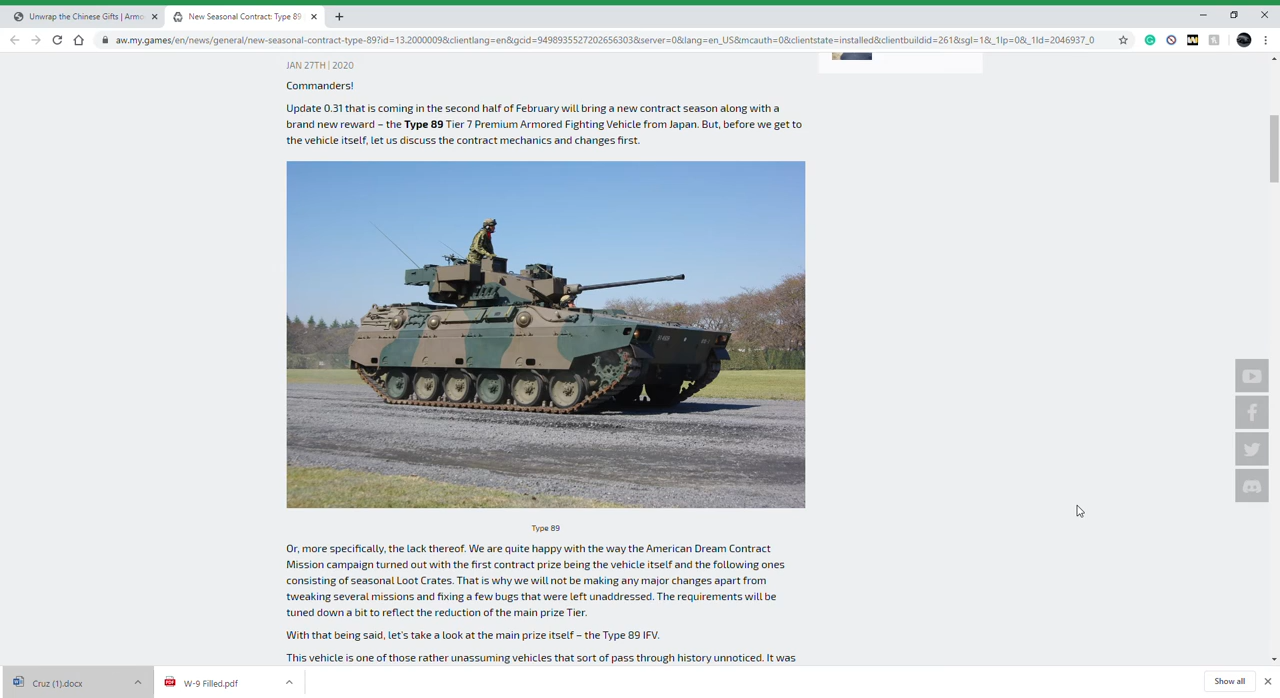 Unwrap the Chinese Gifts | Armo
New Seasonal Contract: Type 89
aw.my.games/en/news/general/new-seasonal-contract-type-89?id=13.2000009&clientlang=en&gcid=9498935527202656303&server=0&lang=en_US&mcauth=0&clientstate=installed&clientbuildid=261&sgl=1&_1lp=0&_1ld=2046937_0
JAN 27TH | 2020
Commanders!
Update 0.31 that is coming in the second half of February will bring a new contract season along with a
brand new reward – the Type 89 Tier 7 Premium Armored Fighting Vehicle from Japan. But, before we get to
the vehicle itself, let us discuss the contract mechanics and changes first.
Type 89
Or, more specifically, the lack thereof. We are quite happy with the way the American Dream Contract
Mission campaign turned out with the first contract prize being the vehicle itself and the following ones
consisting of seasonal Loot Crates. That is why we will not be making any major changes apart from
tweaking several missions and fixing a few bugs that were left unaddressed. The requirements will be
tuned down a bit to reflect the reduction of the main prize Tier.
With that being said, let's take a look at the main prize itself – the Type 89 IFV.
This vehicle is one of those rather unassuming vehicles that sort of pass through history unnoticed. It was
Cruz (1).docx
W-9 Filled.pdf
Show all